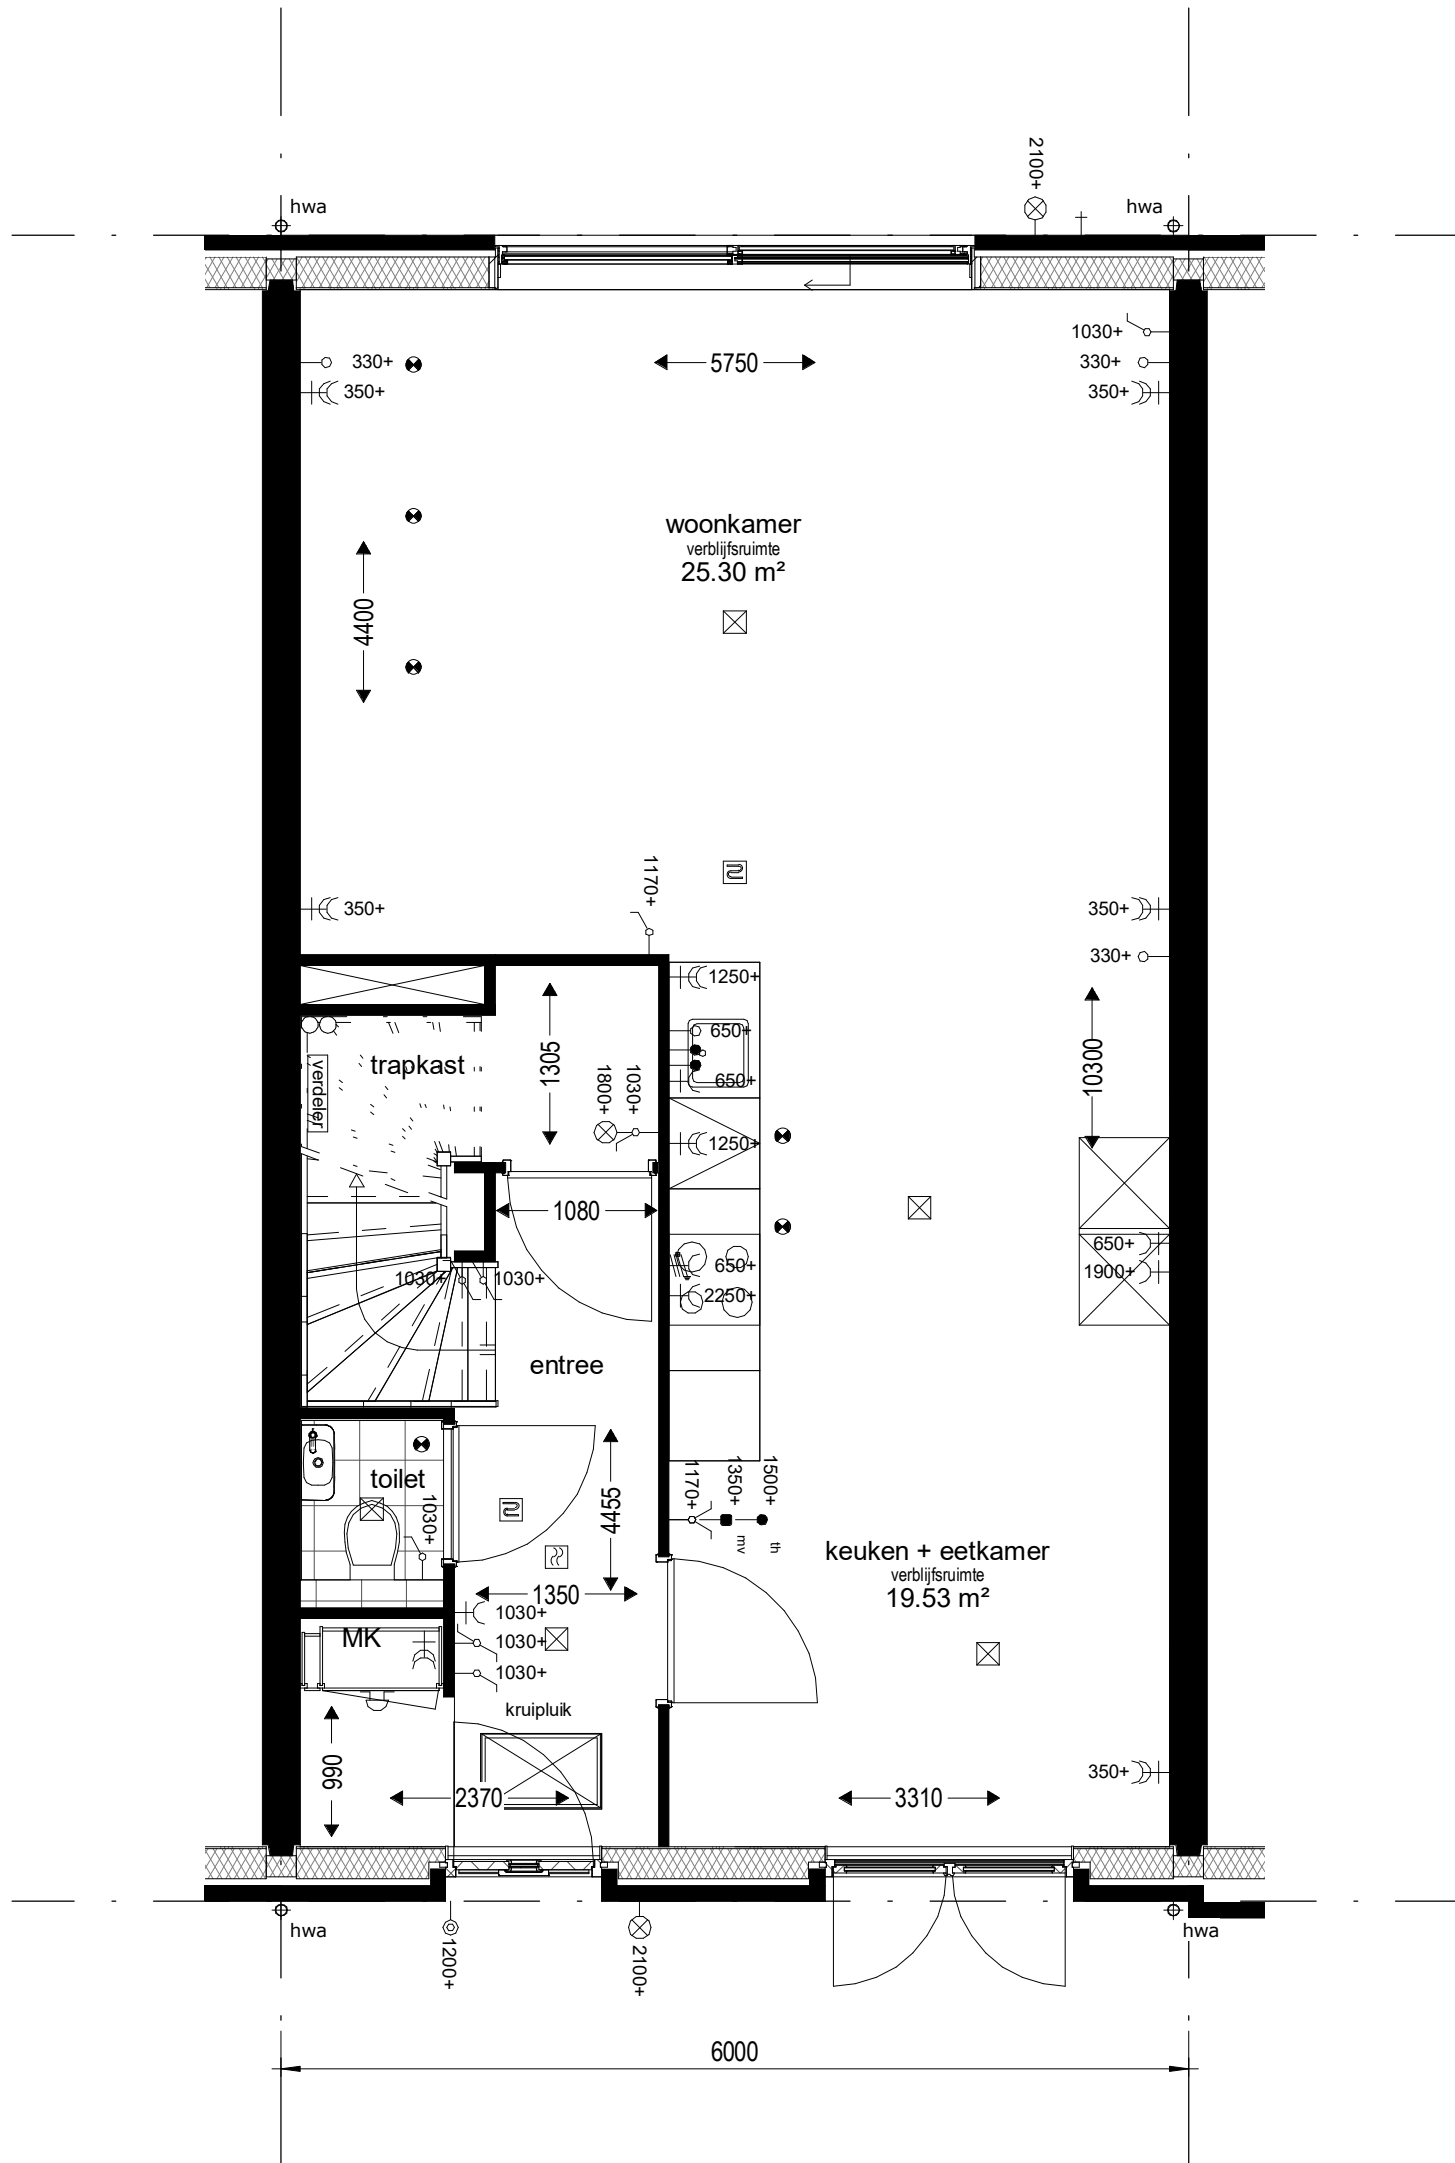 2100+
hwa
hwa
1030+
330+
5750
330+
350+
350+
woonkamer
verblijfsruimte
25.30 m²
4400
1170+
350+
350+
330+
1250+
650+
trapkast
1305
10300
verdeler
1800+
1030+
650+
1250+
1080
650+
650+
1900+
1030+
1030+
2250+
entree
1170+
1350+
1500+
toilet
1030+
4455
mv
th
keuken + eetkamer
verblijfsruimte
19.53 m²
1350
1030+
MK
1030+
1030+
kruipluik
990
350+
2370
3310
hwa
1200+
2100+
hwa
6000